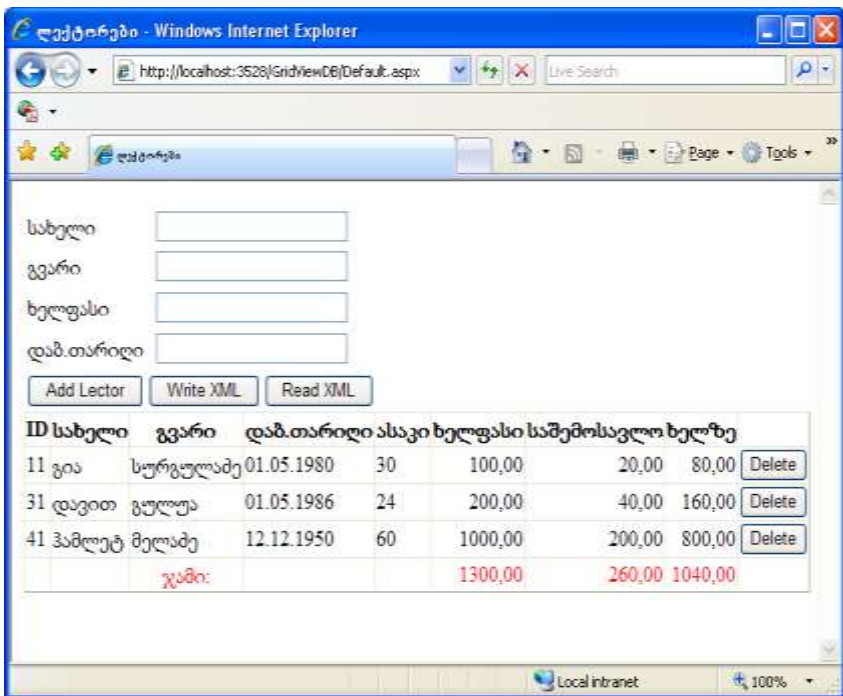 ლექტორები - Windows Internet Explorer
http://localhost:3528/GridViewDB/Default.aspx Live Search
ლექტორები Page Tools
სახელი
გვარი
ხელფასი
დაბ.თარიღი
Add Lector Write XML Read XML
ID სახელი გვარი დაბ.თარიღი ასაკი ხელფასი საშემოსავლო ხელზე
11 გია სურგულაძე 01.05.1980 30 100,00 20,00 80,00 Delete
31 დავით გულუა 01.05.1986 24 200,00 40,00 160,00 Delete
41 ჰამლეტ მელაძე 12.12.1950 60 1000,00 200,00 800,00 Delete
ჯამი: 1300,00 260,00 1040,00
Local intranet 100%